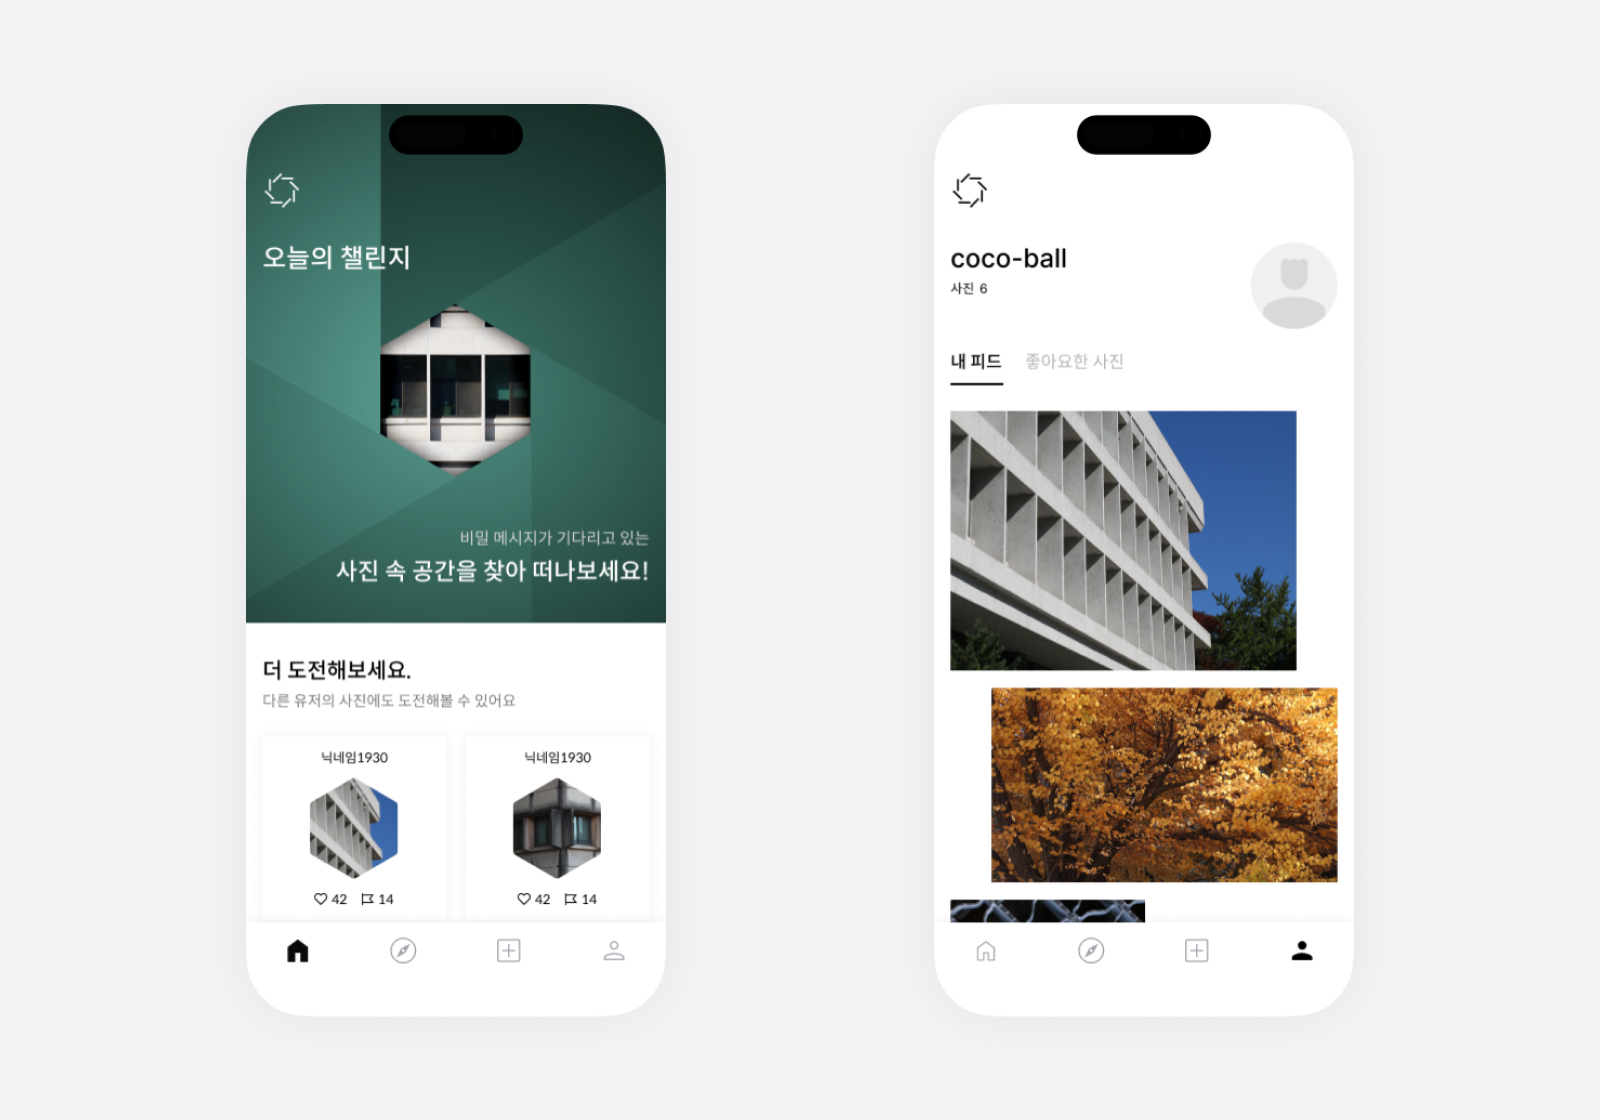 오늘의 챌린지
비밀 메시지가 기다리고 있는
사진 속 공간을 찾아 떠나보세요!
더 도전해보세요.
다른 유저의 사진에도 도전해볼 수 있어요
닉네임1930
42 14
닉네임1930
42 14
coco-ball
사진 6
내 피드 좋아요한 사진